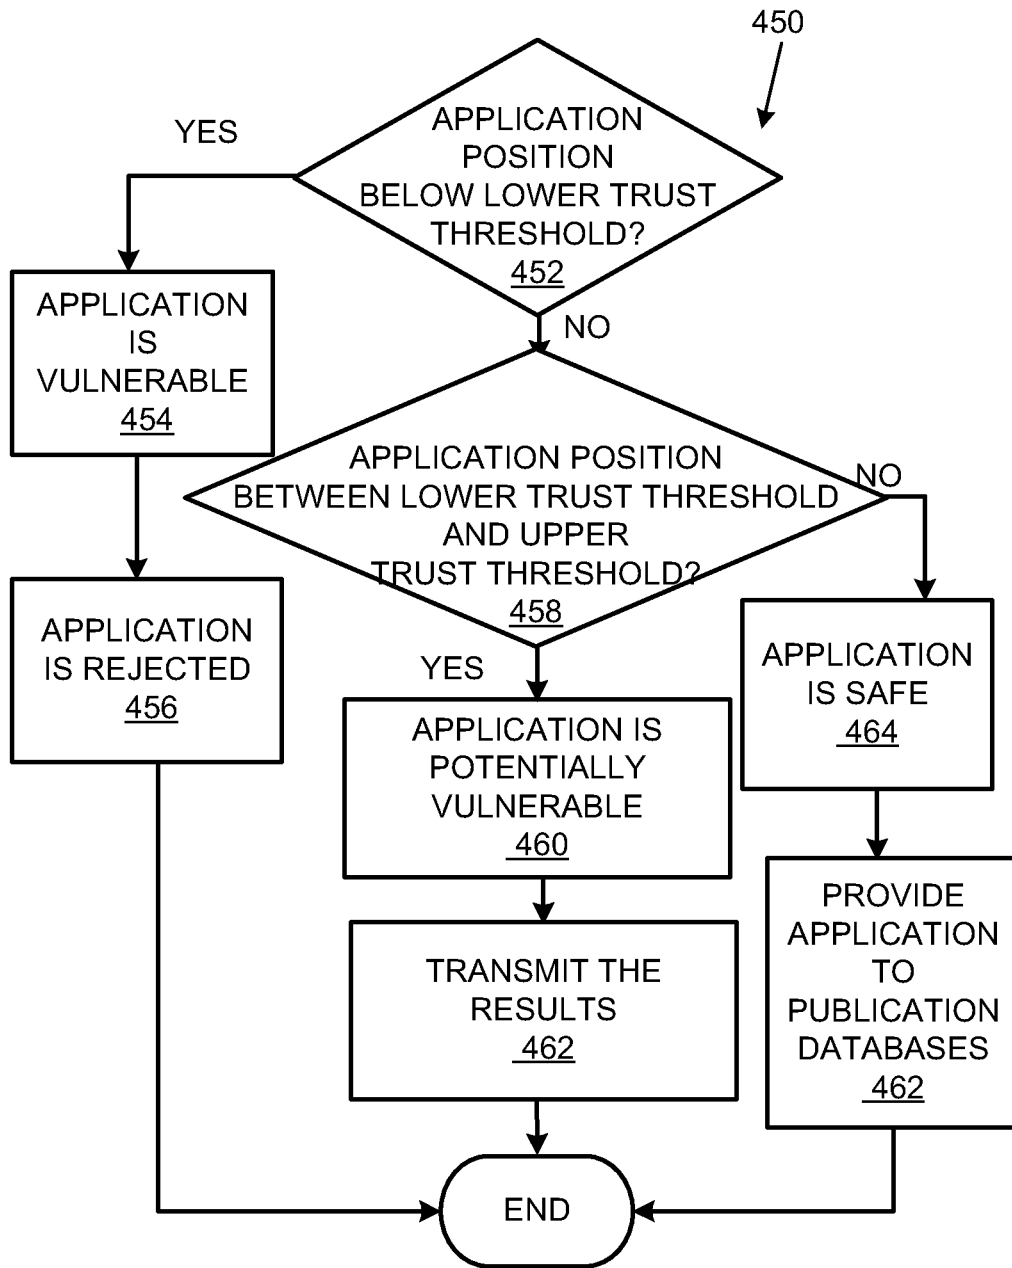 450
YES
APPLICATION
POSITION
BELOW LOWER TRUST
THRESHOLD?
452
NO
APPLICATION
IS
VULNERABLE
454
APPLICATION POSITION
BETWEEN LOWER TRUST THRESHOLD
AND UPPER
TRUST THRESHOLD?
458
NO
APPLICATION
IS REJECTED
456
YES
APPLICATION IS
POTENTIALLY
VULNERABLE
460
APPLICATION
IS SAFE
464
TRANSMIT THE
RESULTS
462
PROVIDE
APPLICATION
TO
PUBLICATION
DATABASES
462
END